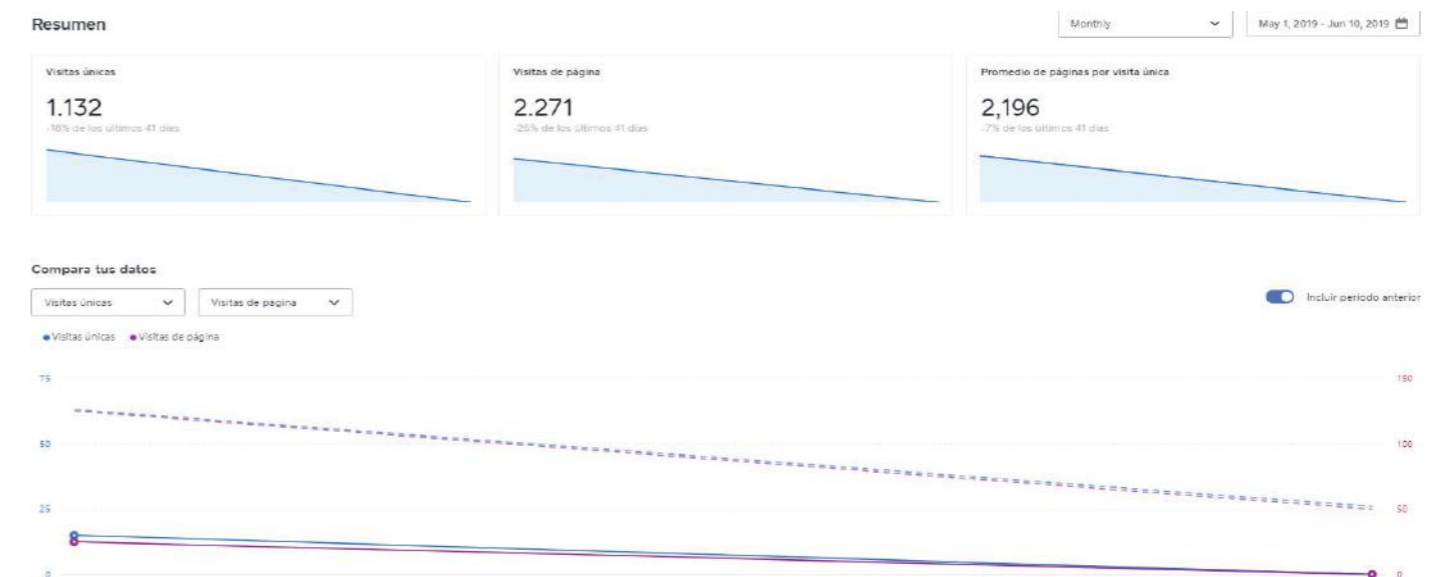 Resumen
Monthly
May 1, 2019 - Jun 10, 2019
Visitas únicas
1.132
-18% de los últimos 41 días
Visitas de página
2.271
-26% de los últimos 41 días
Promedio de páginas por visita única
2,196
-7% de los últimos 41 días
Compara tus datos
Visitas únicas
Visitas de página
Incluir período anterior
Visitas únicas Visitas de página
75 150
50 100
25 50
0 0